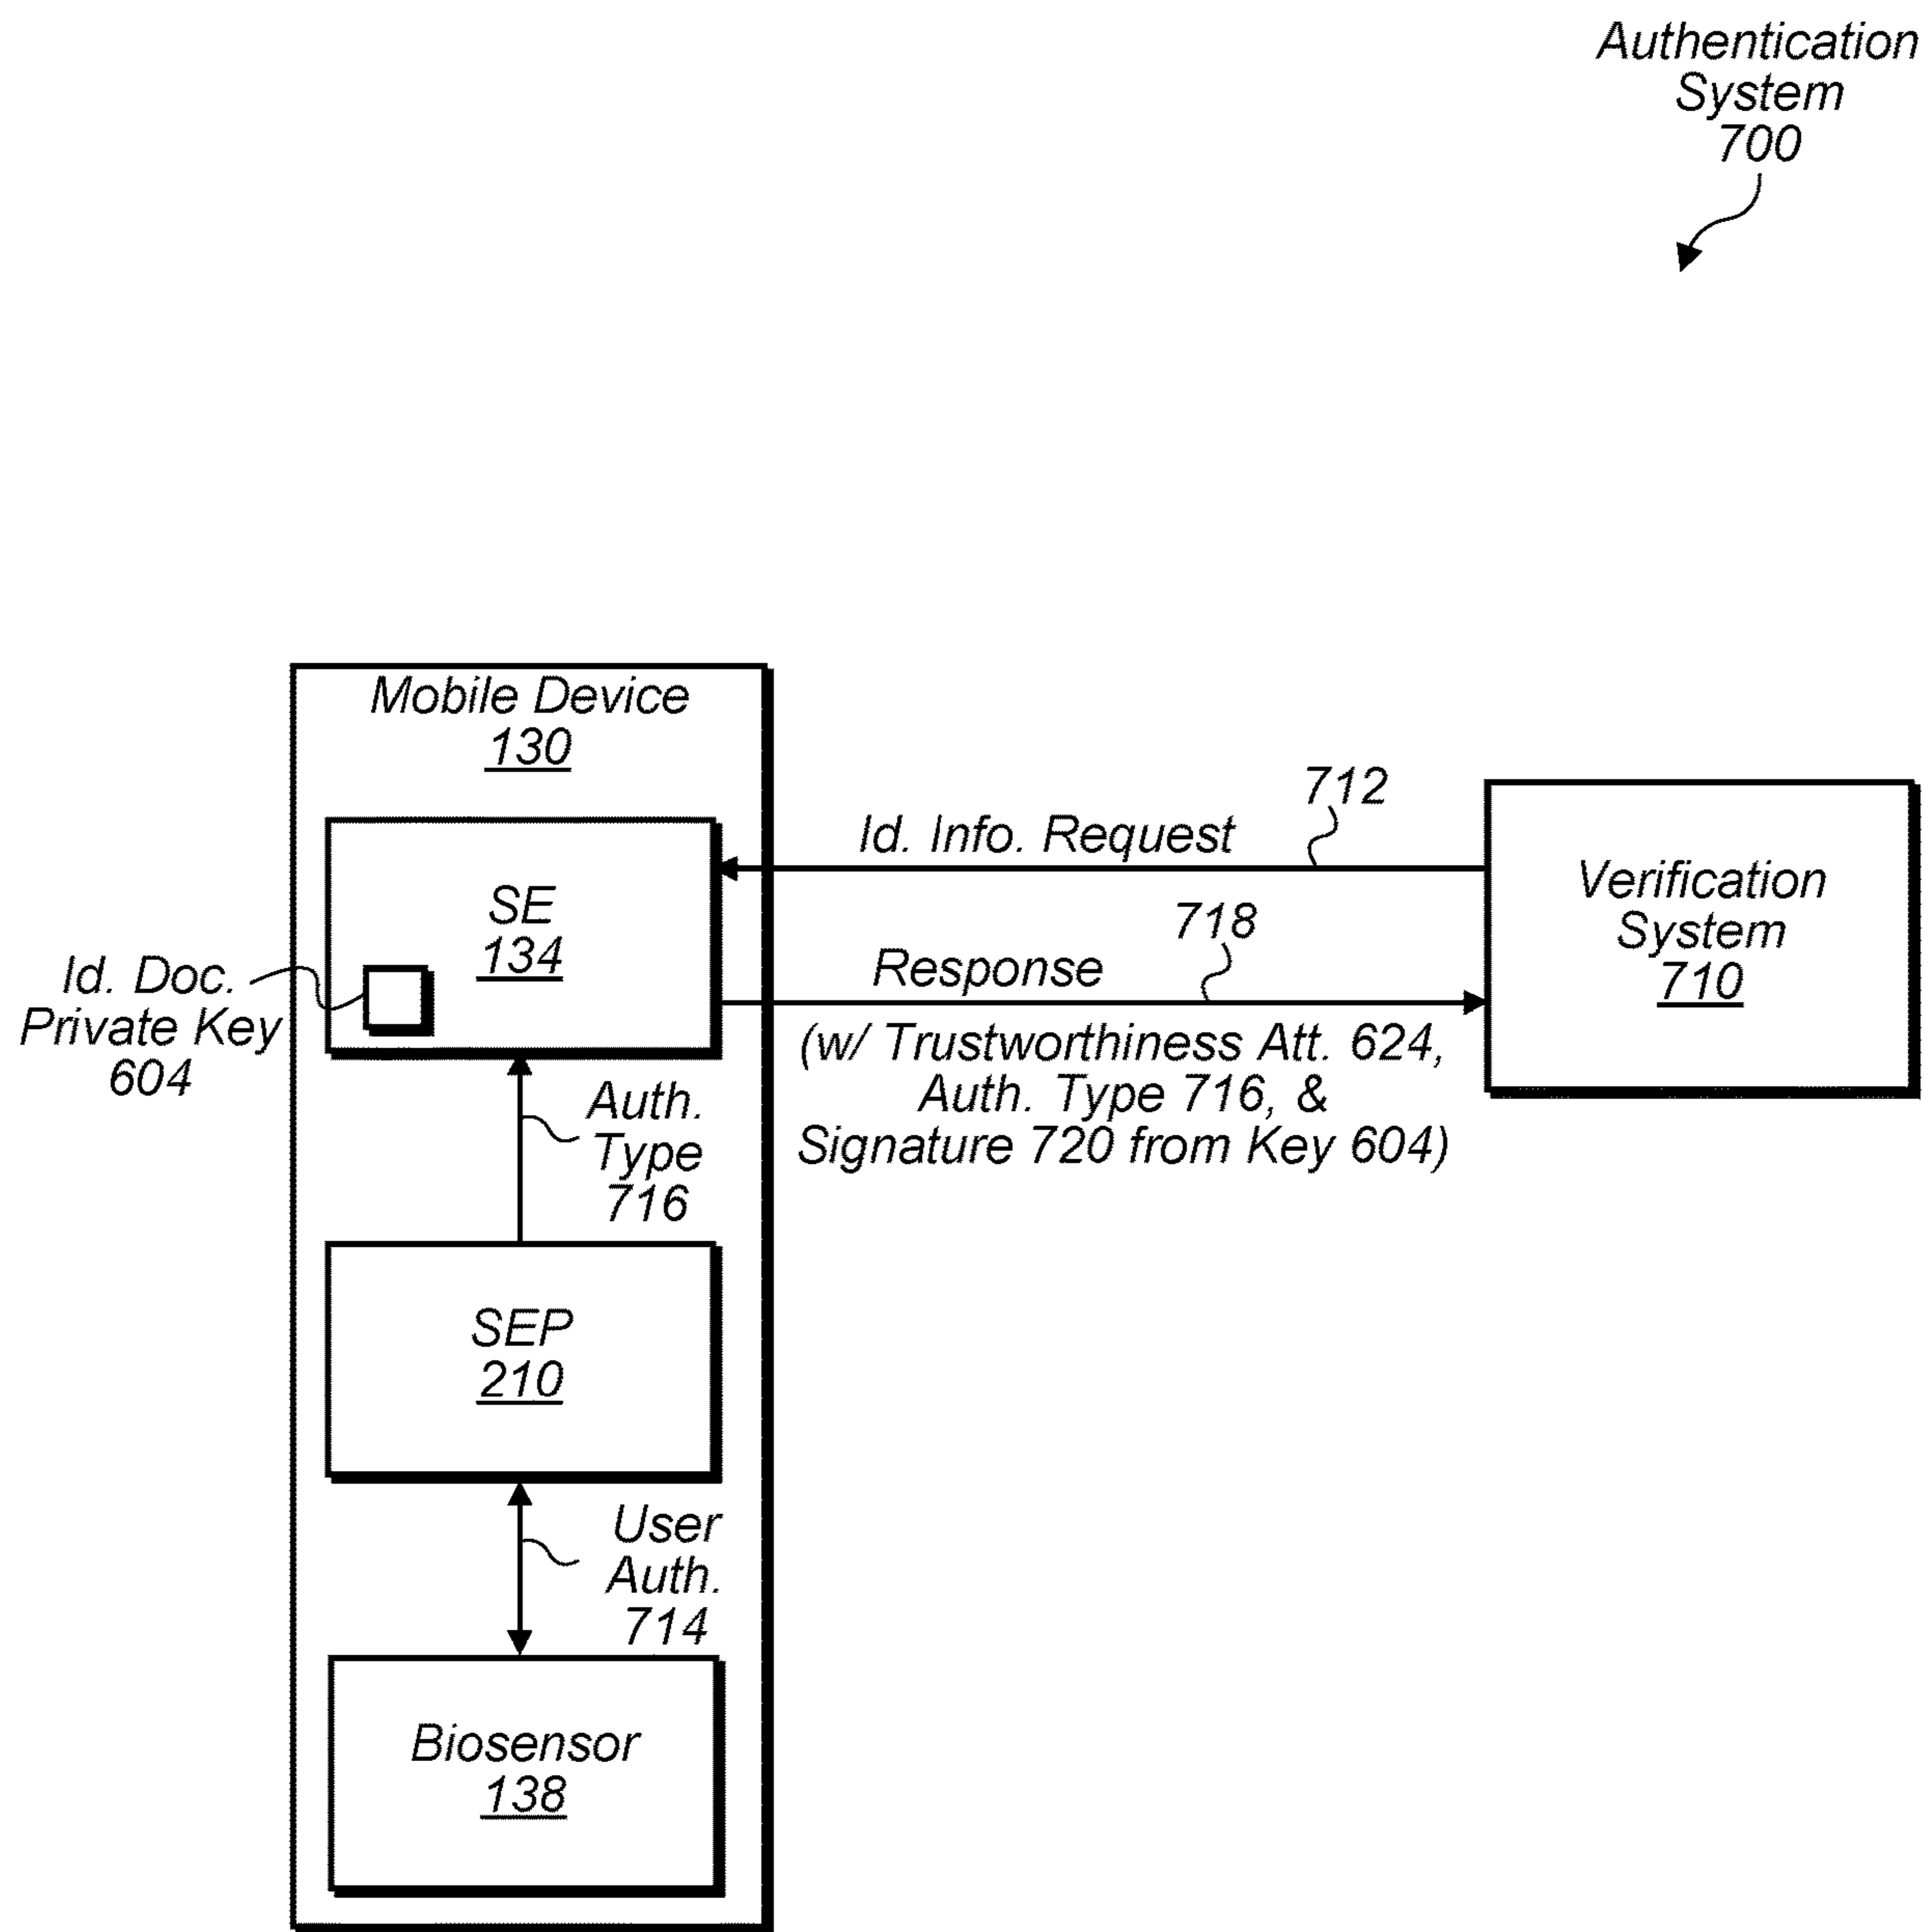 Authentication
System
700
Mobile Device
130
SE
134
Id. Doc.
Private Key
604
Id. Info. Request
712
718
Response
(w/ Trustworthiness Att. 624,
Auth. Type 716, &
Signature 720 from Key 604)
Verification
System
710
Auth.
Type
716
SEP
210
User
Auth.
714
Biosensor
138